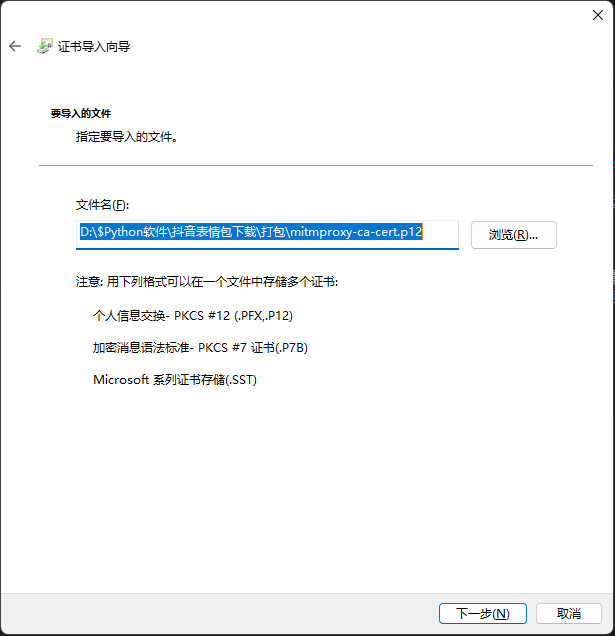 证书导入向导
要导入的文件
指定要导入的文件。
文件名(F):
D:\$Python软件\抖音表情包下载\打包\mitmproxy-ca-cert.p12
浏览(R)...
注意: 用下列格式可以在一个文件中存储多个证书:
个人信息交换- PKCS #12 (.PFX,.P12)
加密消息语法标准- PKCS #7 证书(.P7B)
Microsoft 系列证书存储(.SST)
下一步(N)
取消